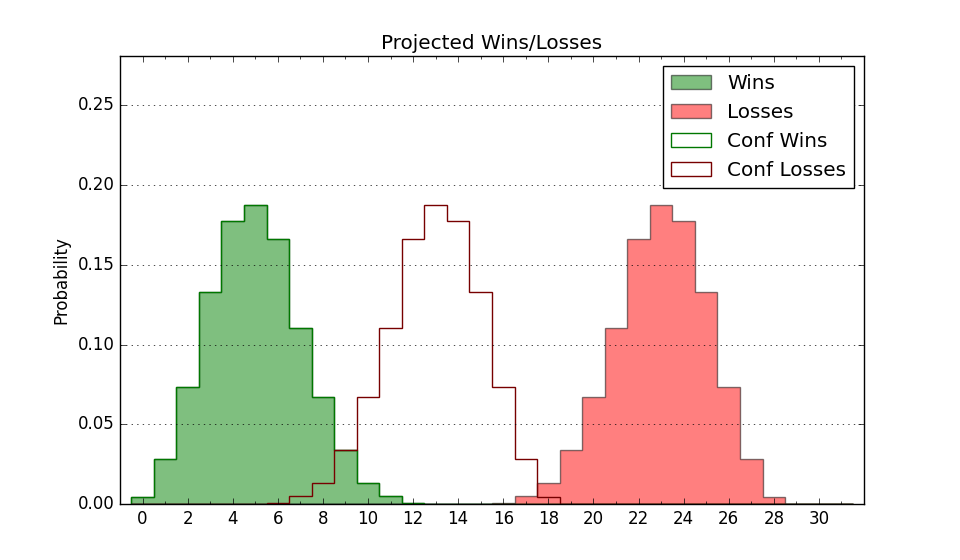 Projected Wins/Losses
Wins
Losses
Conf Wins
Conf Losses
Probability
0.25
0.20
0.15
0.10
0.05
0.00
0 2 4 6 8 10 12 14 16 18 20 22 24 26 28 30